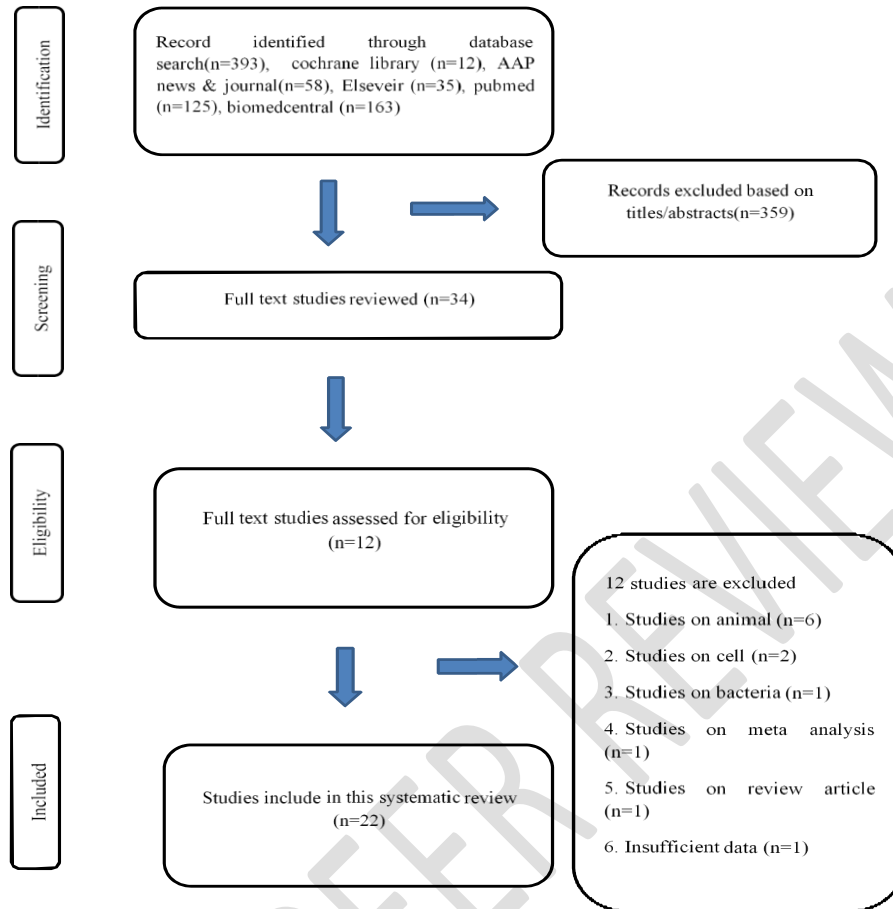 Identification
Record identified through database
search(n=393), cochrane library (n=12), AAP
news & journal(n=58), Elseveir (n=35), pubmed
(n=125), biomedcentral (n=163)
Records excluded based on
titles/abstracts(n=359)
Screening
Full text studies reviewed (n=34)
Eligibility
Full text studies assessed for eligibility
(n=12)
12 studies are excluded
1. Studies on animal (n=6)
2. Studies on cell (n=2)
3. Studies on bacteria (n=1)
4. Studies on meta analysis
(n=1)
5. Studies on review article
(n=1)
6. Insufficient data (n=1)
Included
Studies include in this systematic review
(n=22)
EER REVIEW